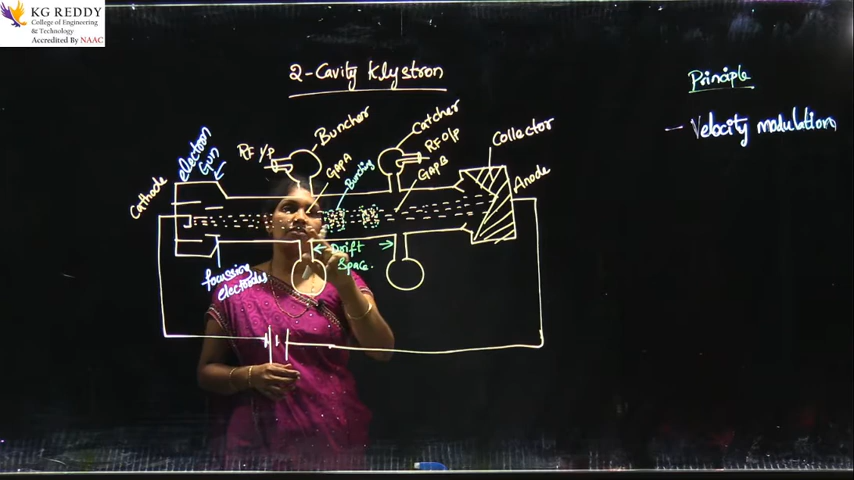 KG REDDY
College of Engineering
& Technology
Accredited By NAAC
2-Cavity Klystron
Principle
- Velocity modulation
Buncher
Catcher
RF I/P
RF O/P
Collector
electron
Gun
Gap A
Bunching
Gap B
Anode
Cathode
Drift
Space.
focussing
electrodes